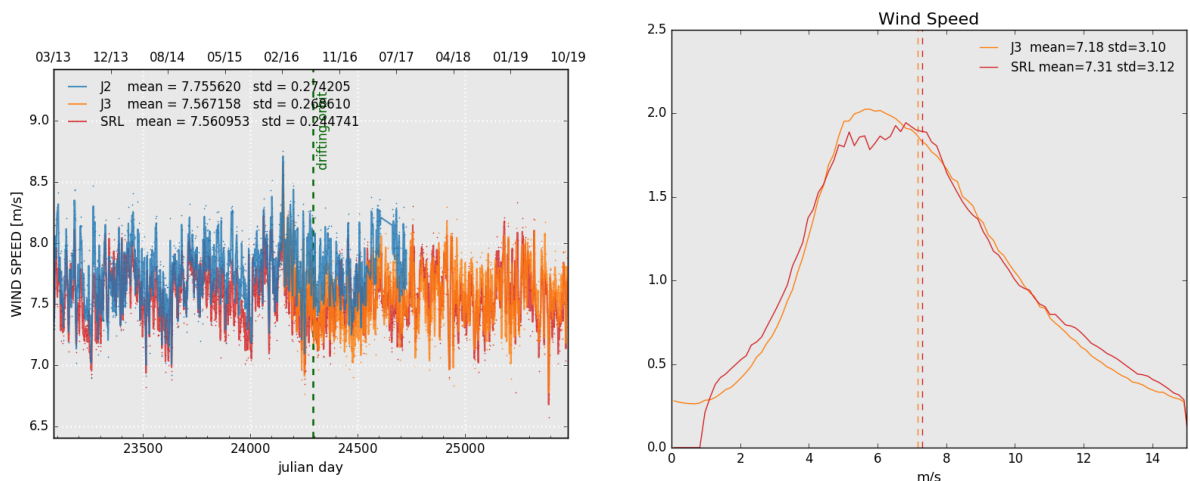 03/13 12/13 08/14 05/15 02/16 11/16 07/17 04/18 01/19 10/19
J2 mean = 7.755620 std = 0.274205
J3 mean = 7.567158 std = 0.268610
SRL mean = 7.560953 std = 0.244741
drifting orbit
WIND SPEED [m/s]
9.0
8.5
8.0
7.5
7.0
6.5
23500 24000 24500 25000
julian day
Wind Speed
J3 mean=7.18 std=3.10
SRL mean=7.31 std=3.12
2.5
2.0
1.5
1.0
0.5
0.0
0 2 4 6 8 10 12 14
m/s